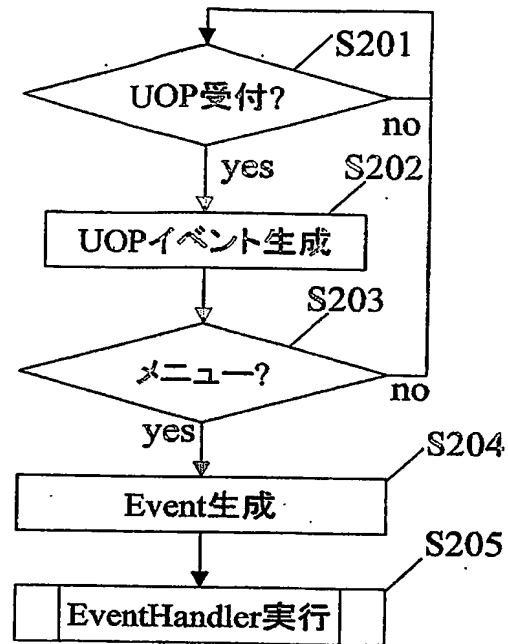 S201
UOP受付?
no
yes
S202
UOPイベント生成
S203
メニュー?
no
yes
S204
Event生成
S205
EventHandler実行